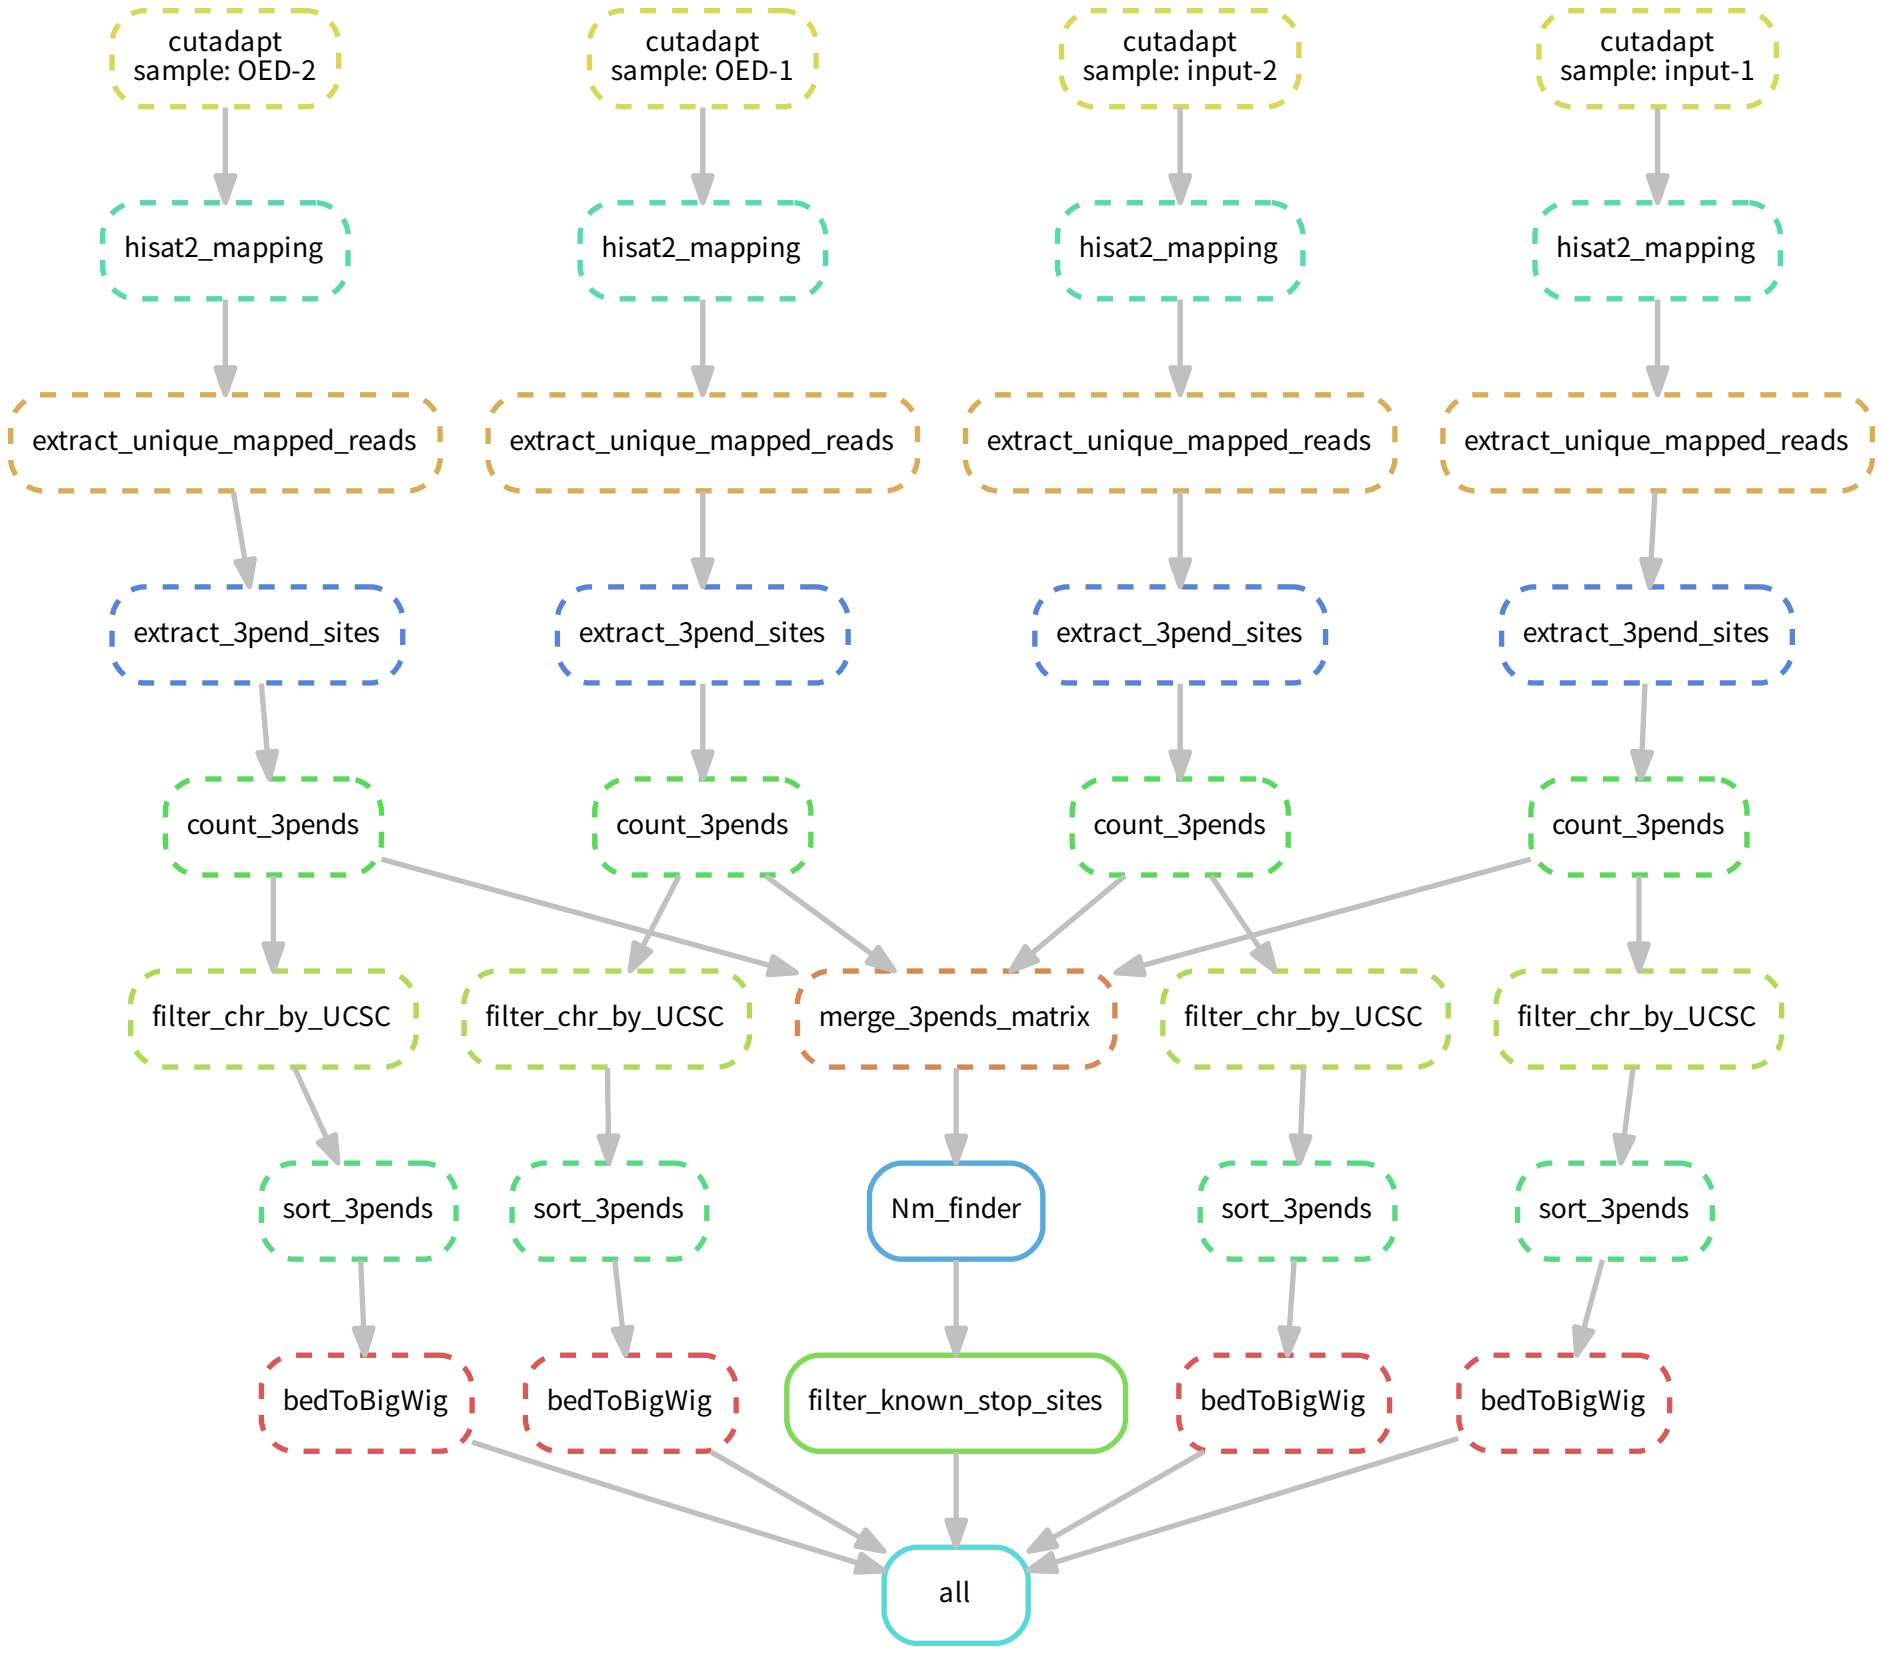 cutadapt
sample: OED-2
cutadapt
sample: OED-1
cutadapt
sample: input-2
cutadapt
sample: input-1
hisat2_mapping
hisat2_mapping
hisat2_mapping
hisat2_mapping
extract_unique_mapped_reads
extract_unique_mapped_reads
extract_unique_mapped_reads
extract_unique_mapped_reads
extract_3pend_sites
extract_3pend_sites
extract_3pend_sites
extract_3pend_sites
count_3pends
count_3pends
count_3pends
count_3pends
filter_chr_by_UCSC
filter_chr_by_UCSC
merge_3pends_matrix
filter_chr_by_UCSC
filter_chr_by_UCSC
sort_3pends
sort_3pends
Nm_finder
sort_3pends
sort_3pends
bedToBigWig
bedToBigWig
filter_known_stop_sites
bedToBigWig
bedToBigWig
all